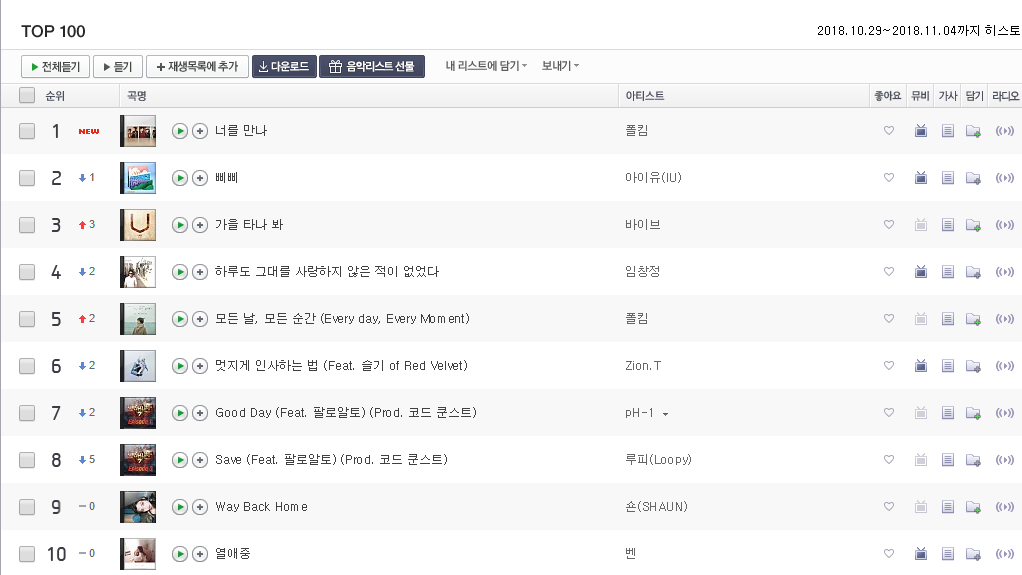 TOP 100
2018.10.29~2018.11.04까지 히스토
전체듣기 듣기 재생목록에 추가 다운로드 음악리스트 선물 내 리스트에 담기 보내기
순위 곡명 아티스트 좋아요 뮤비 가사 담기 라디오
1 NEW 너를 만나 폴킴
2 1 삐삐 아이유(IU)
3 3 가을 타나 봐 바이브
4 2 하루도 그대를 사랑하지 않은 적이 없었다 임창정
5 2 모든 날, 모든 순간 (Every day, Every Moment) 폴킴
6 2 멋지게 인사하는 법 (Feat. 슬기 of Red Velvet) Zion.T
7 2 Good Day (Feat. 팔로알토) (Prod. 코드 쿤스트) pH-1
8 5 Save (Feat. 팔로알토) (Prod. 코드 쿤스트) 루피(Loopy)
9 0 Way Back Home 숀(SHAUN)
10 0 열애중 벤